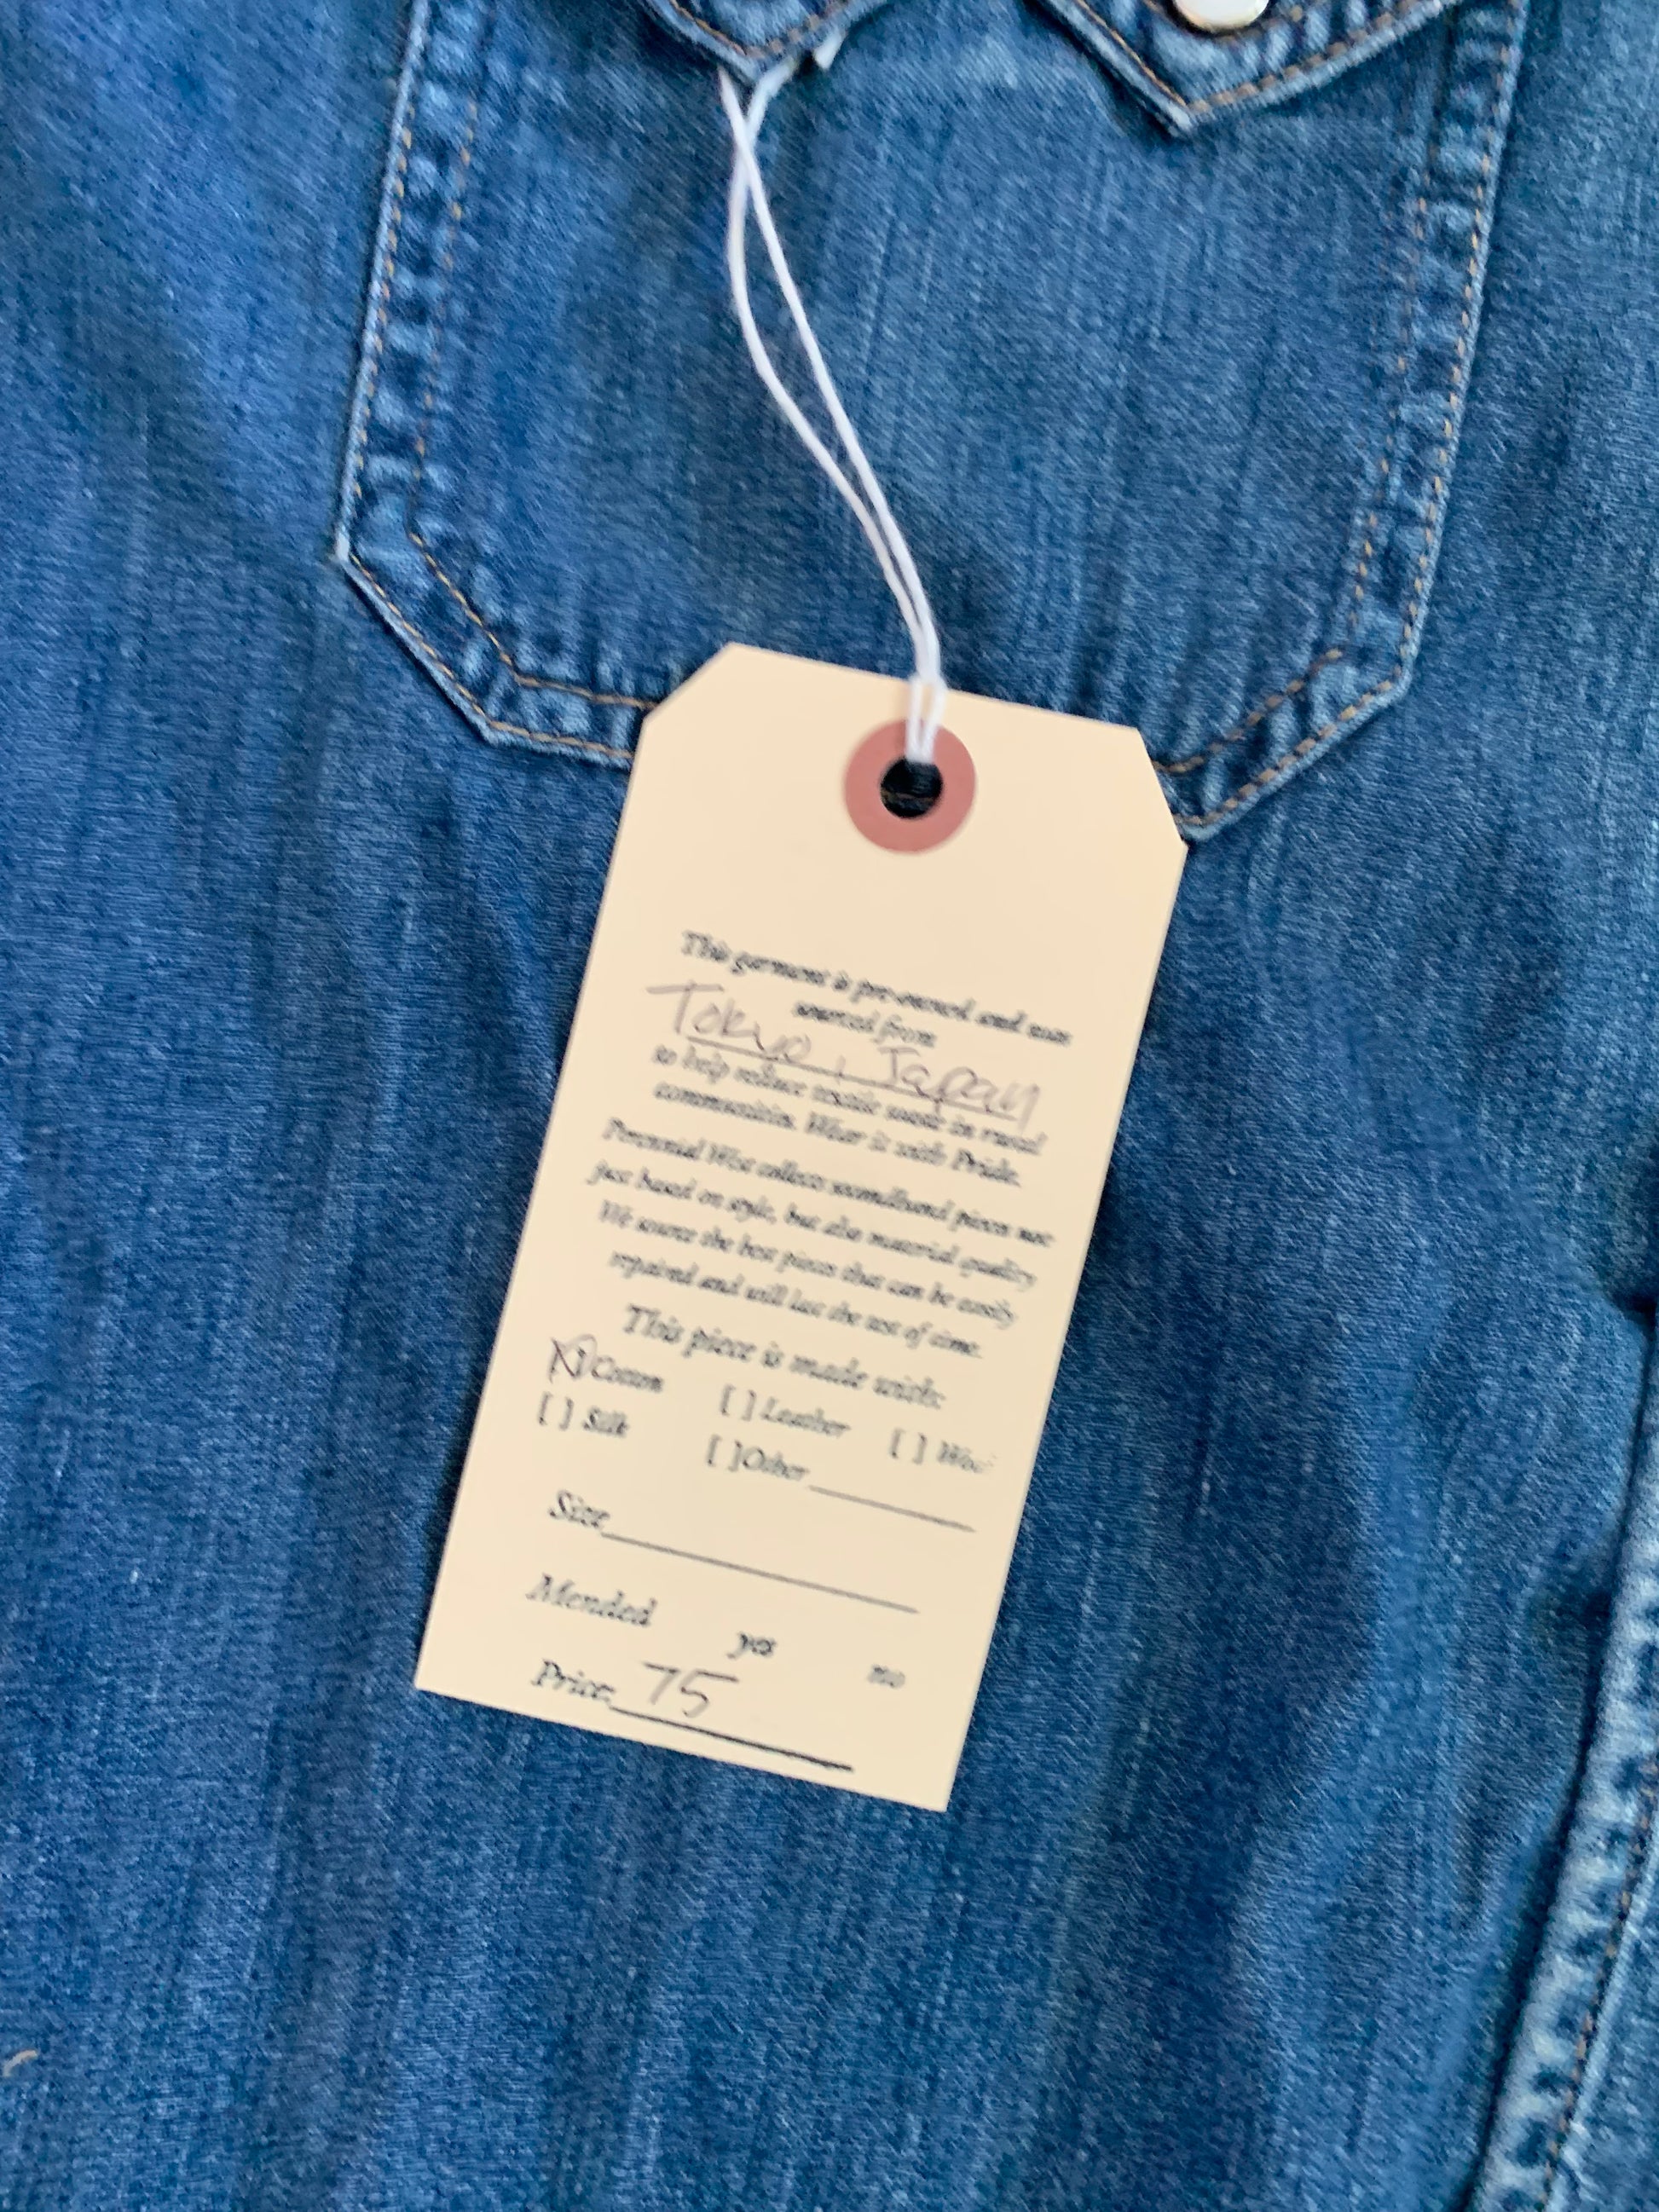 This garment is pre-owned and was
sourced from
Tokyo, Japan
to help reduce textile waste in rural
communities. Wear it with Pride.
Perennial West collects secondhand pieces not
just based on style, but also material quality.
We source the best pieces that can be easily
repaired and will last the test of time.
This piece is made with:
[X] Cotton [ ] Leather [ ] Wool
[ ] Silk [ ] Other
Size
Mended yes no
Price: 75